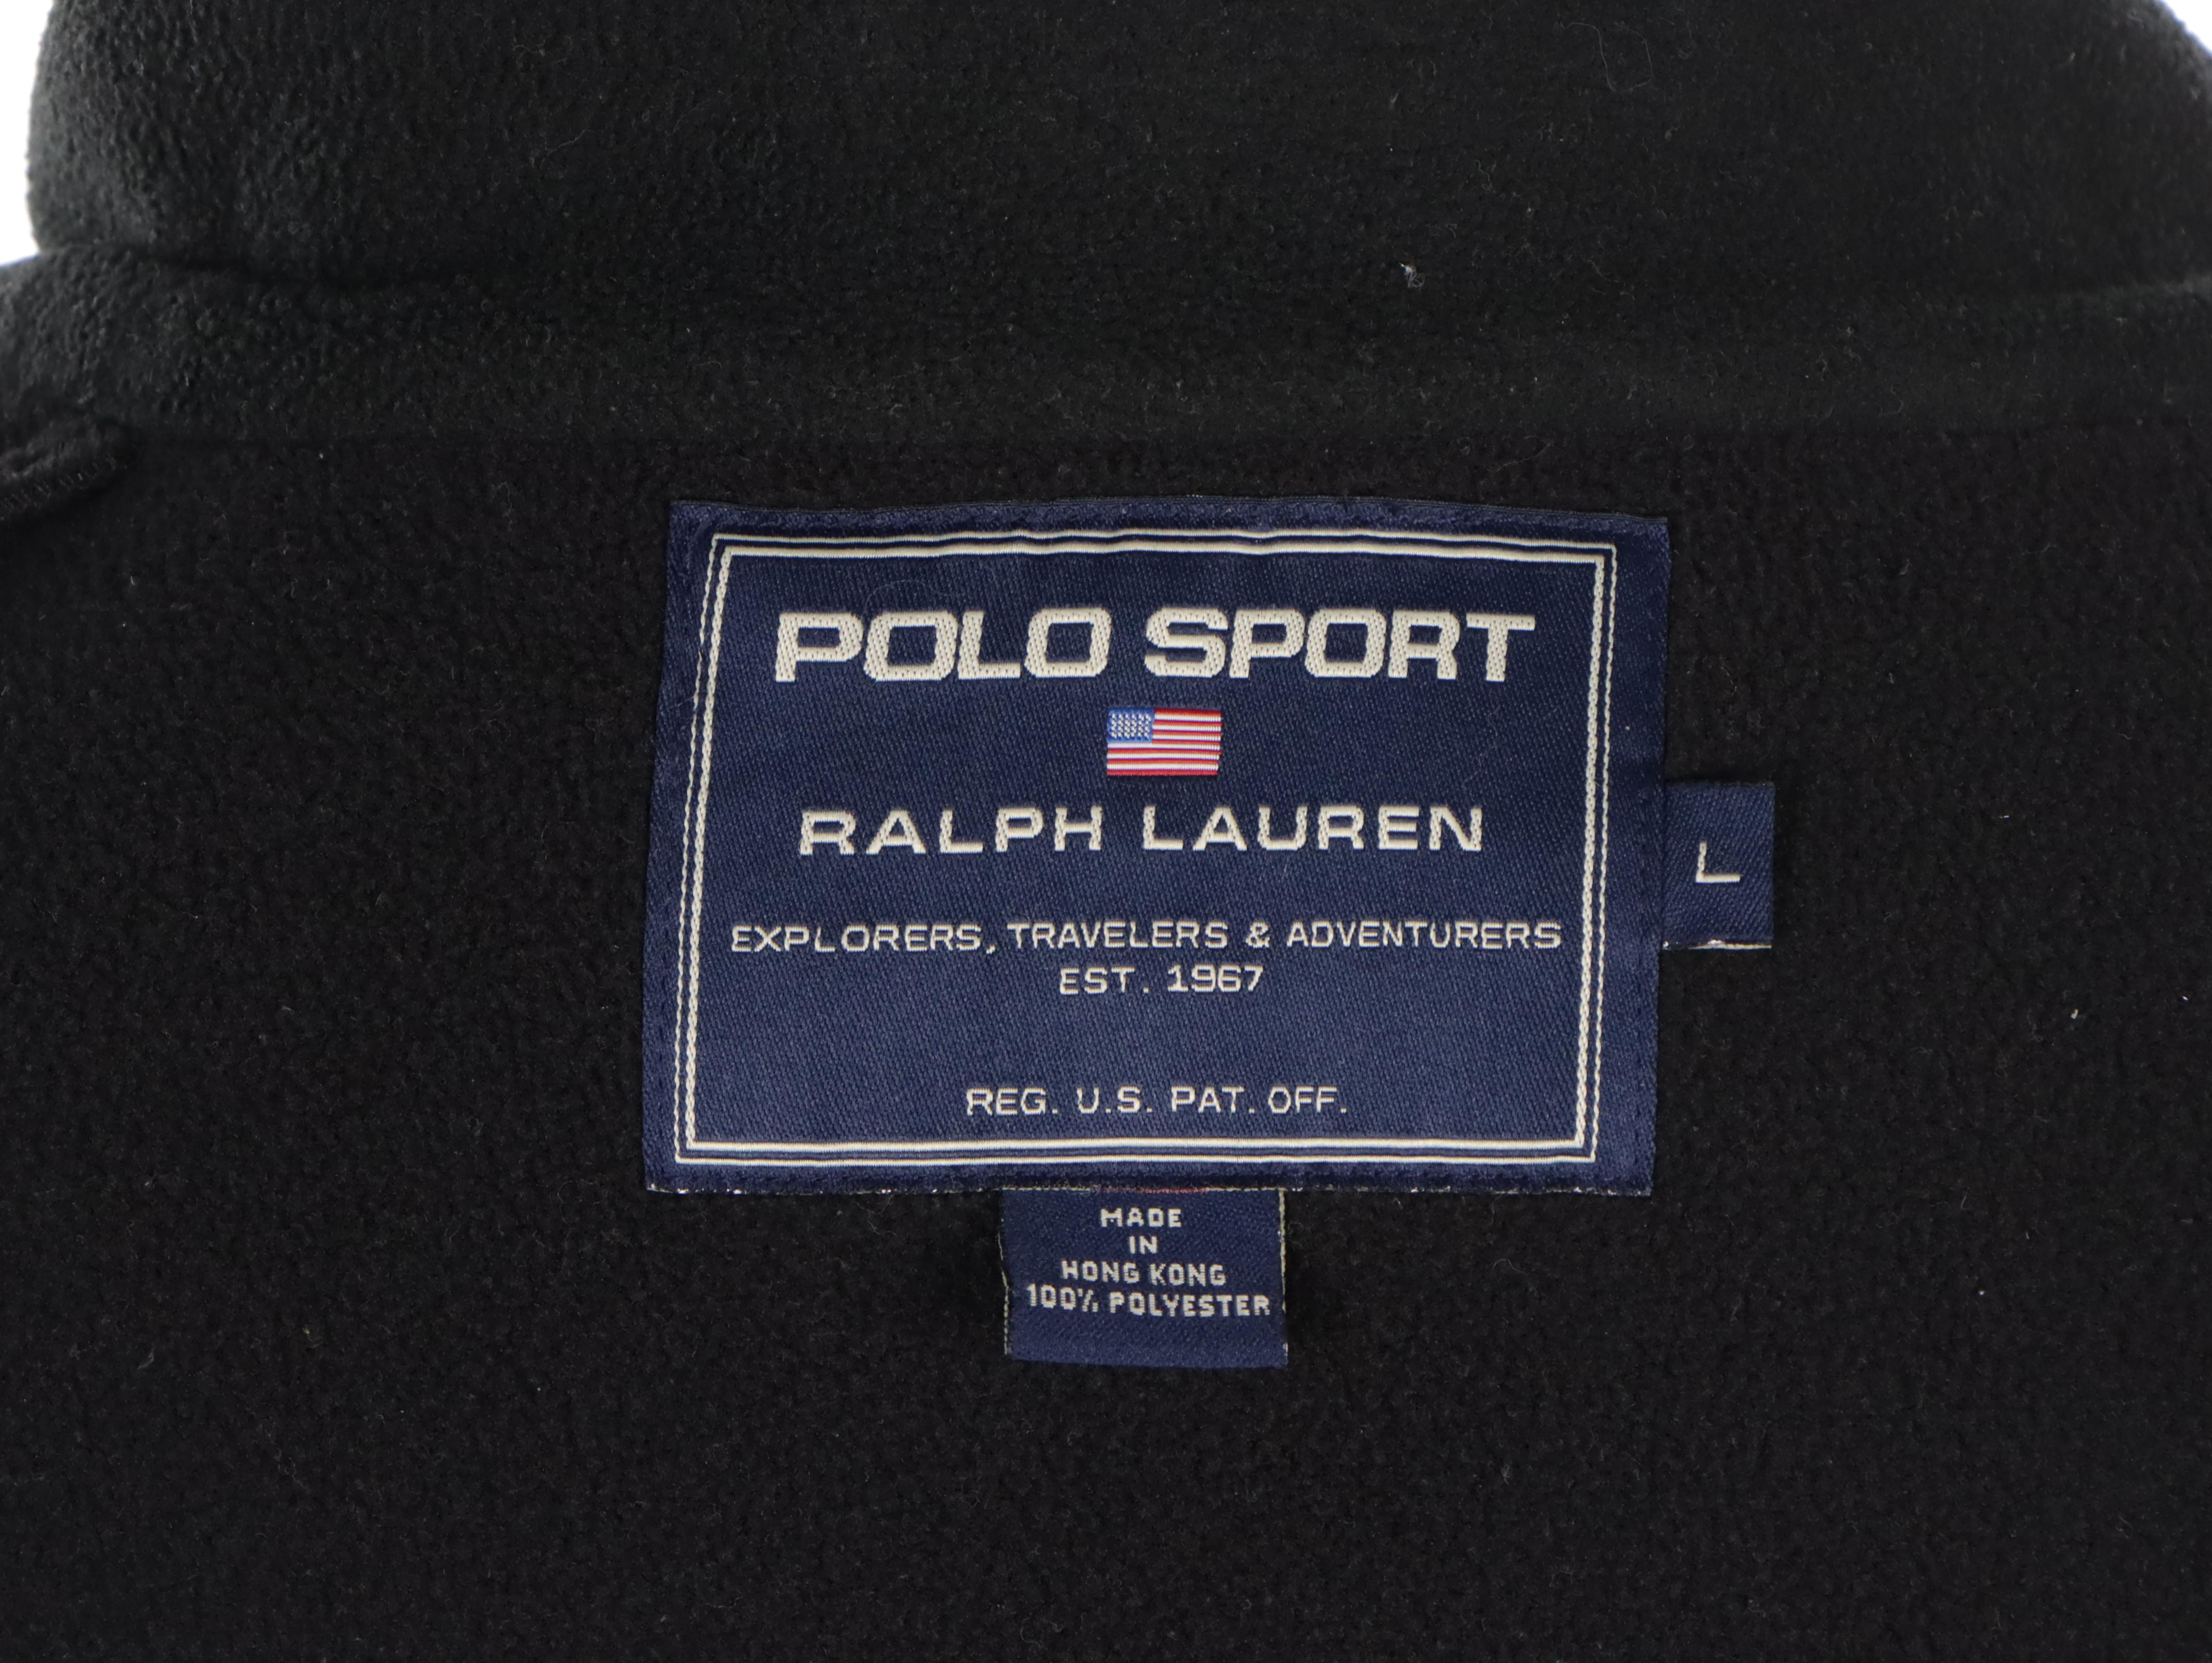 POLO SPORT
RALPH LAUREN
EXPLORERS, TRAVELERS & ADVENTURERS
EST. 1967
REG. U.S. PAT. OFF.
L
MADE
IN
HONG KONG
100% POLYESTER